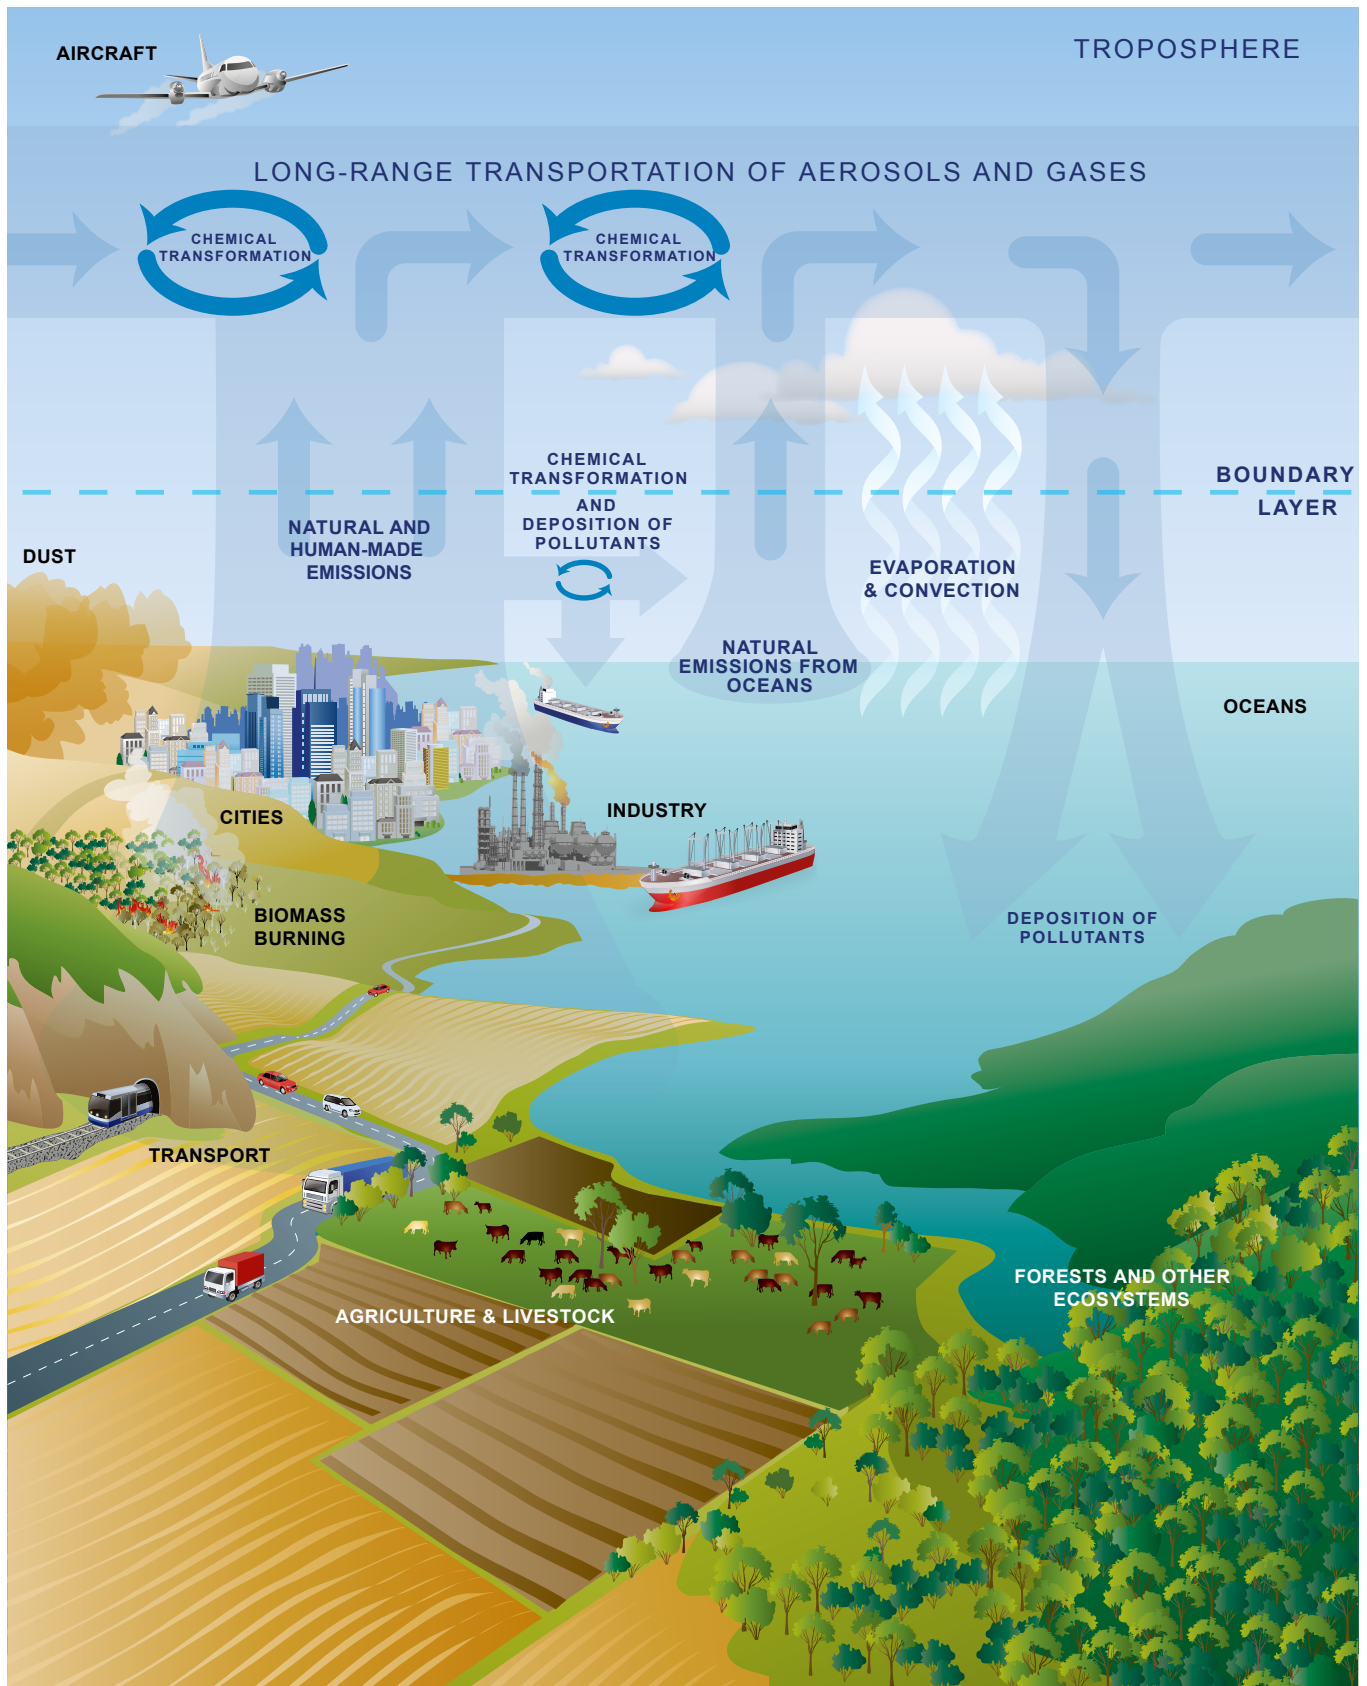 AIRCRAFT
TROPOSPHERE
LONG-RANGE TRANSPORTATION OF AEROSOLS AND GASES
CHEMICAL
TRANSFORMATION
CHEMICAL
TRANSFORMATION
CHEMICAL
TRANSFORMATION
AND
DEPOSITION OF
POLLUTANTS
BOUNDARY
LAYER
NATURAL AND
HUMAN-MADE
EMISSIONS
DUST
EVAPORATION
& CONVECTION
NATURAL
EMISSIONS FROM
OCEANS
OCEANS
CITIES
INDUSTRY
BIOMASS
BURNING
DEPOSITION OF
POLLUTANTS
TRANSPORT
AGRICULTURE & LIVESTOCK
FORESTS AND OTHER
ECOSYSTEMS